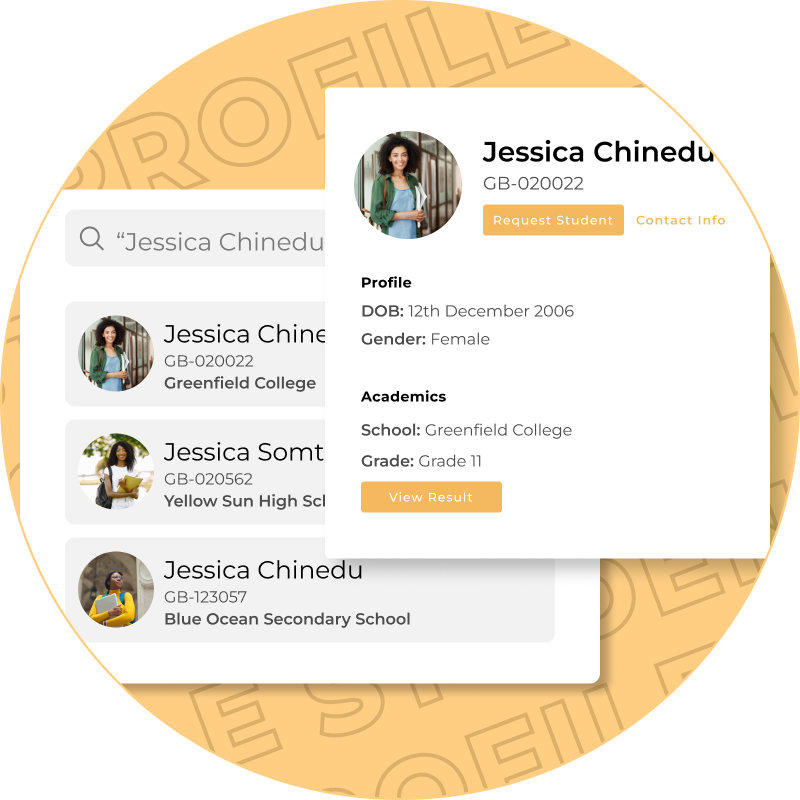 PROFILE
“Jessica Chinedu
Jessica Chine
GB-020022
Greenfield College
Jessica Somt
GB-020562
Yellow Sun High Sch
Jessica Chinedu
GB-123057
Blue Ocean Secondary School
Jessica Chinedu
GB-020022
Request Student
Contact Info
Profile
DOB: 12th December 2006
Gender: Female
Academics
School: Greenfield College
Grade: Grade 11
View Result